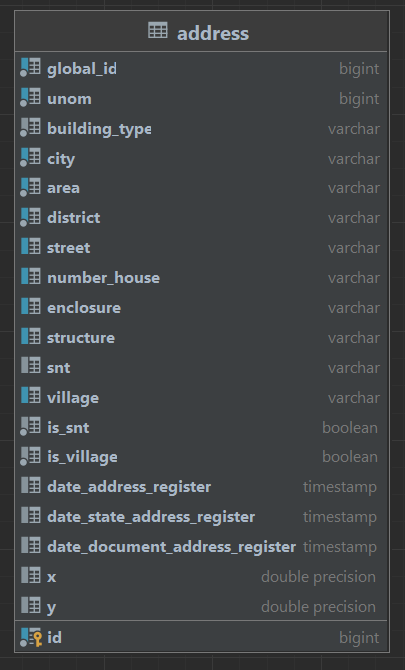 address
global_id bigint
unom bigint
building_type varchar
city varchar
area varchar
district varchar
street varchar
number_house varchar
enclosure varchar
structure varchar
snt varchar
village varchar
is_snt boolean
is_village boolean
date_address_register timestamp
date_state_address_register timestamp
date_document_address_register timestamp
x double precision
y double precision
id bigint